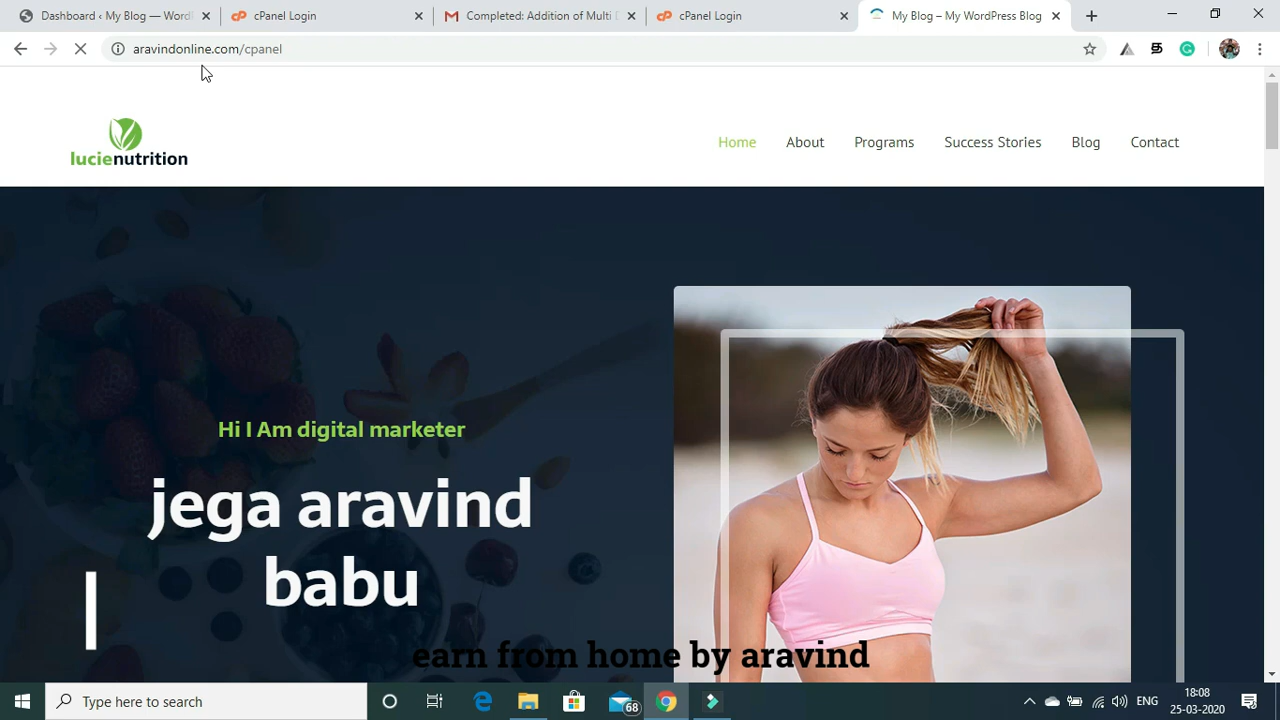 Dashboard ‹ My Blog — Word
cPanel Login
Completed: Addition of Multi D
cPanel Login
My Blog – My WordPress Blog
aravindonline.com/cpanel
lucienutrition
Home
About
Programs
Success Stories
Blog
Contact
Hi I Am digital marketer
jega aravind
babu
earn from home by aravind
Type here to search
68
ENG
18:08
25-03-2020